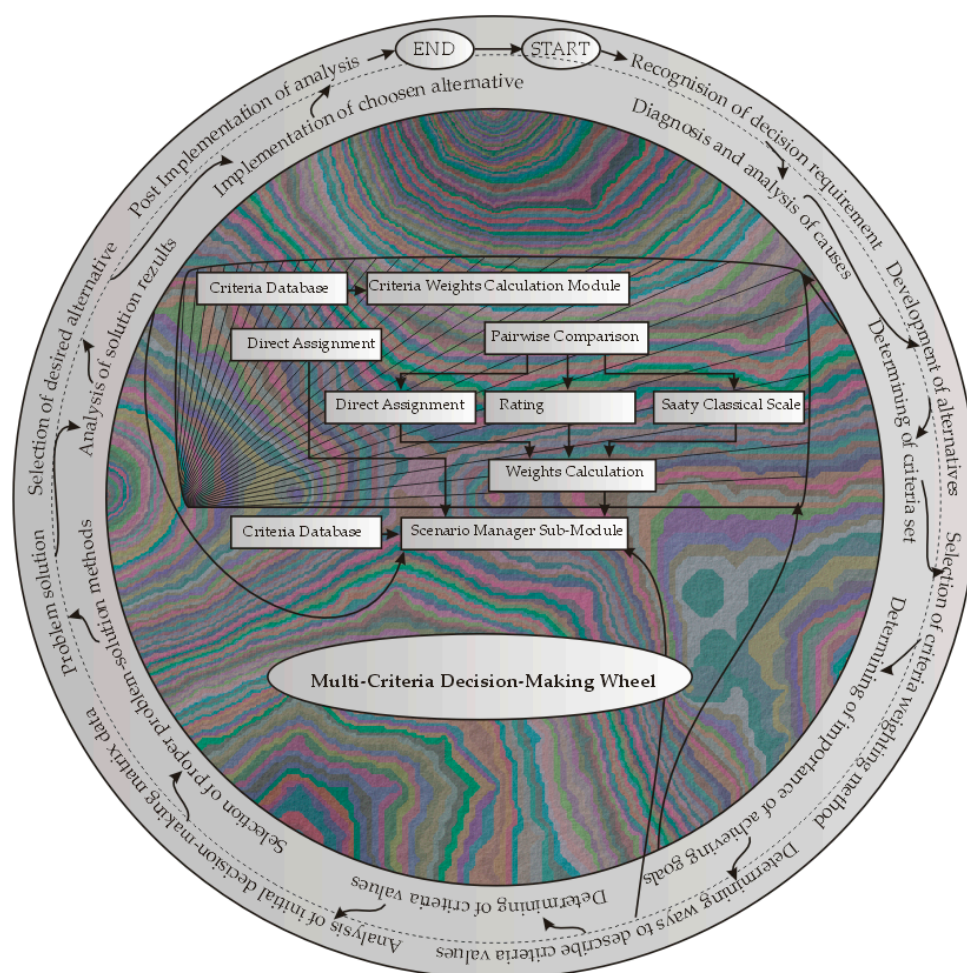 END
START
Recognision of decision requirement
Diagnosis and analysis of causes
Development of alternatives
Determining of criteria set
Selection of criteria weighting method
Determining of importance of achieving goals
Determining ways to describe criteria values
Determining of criteria values
Analysis of initial decision-making matrix data
Selection of proper problem-solution methods
Problem solution
Analysis of solution results
Selection of desired alternative
Implementation of choosen alternative
Post Implementation of analysis
Criteria Database
Criteria Weights Calculation Module
Direct Assignment
Pairwise Comparison
Direct Assignment
Rating
Saaty Classical Scale
Weights Calculation
Criteria Database
Scenario Manager Sub-Module
Multi-Criteria Decision-Making Wheel